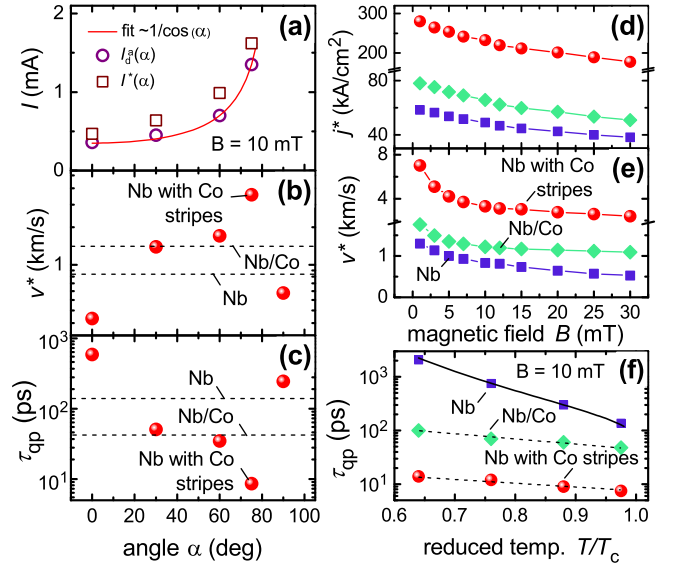 (a)
fit ~1/cos(α)
I_d^a(α)
I*(α)
B = 10 mT
I (mA)
2
1
0
(b)
Nb with Co
stripes
Nb/Co
Nb
v* (km/s)
1
(c)
Nb
Nb/Co
Nb with Co
stripes
τ_qp (ps)
10^3
10^2
10^1
0 20 40 60 80 100
angle α (deg)
(d)
j* (kA/cm^2)
300
200
80
40
(e)
Nb with Co
stripes
Nb/Co
Nb
v* (km/s)
8
4
1
0
0 5 10 15 20 25 30
magnetic field B (mT)
(f)
B = 10 mT
Nb
Nb/Co
Nb with Co stripes
τ_qp (ps)
10^3
10^2
10^1
0.6 0.7 0.8 0.9 1.0
reduced temp. T/T_c